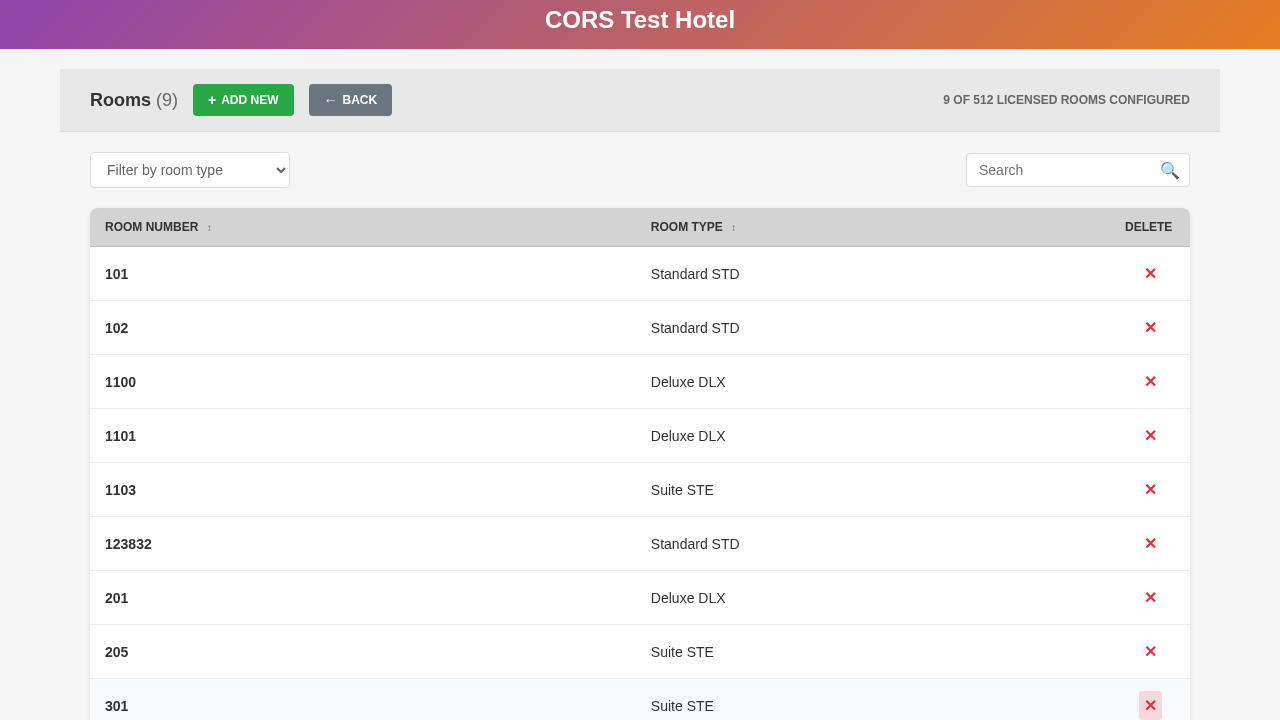 CORS Test Hotel
Rooms (9)
+ ADD NEW
← BACK
9 OF 512 LICENSED ROOMS CONFIGURED
Filter by room type
Search
ROOM NUMBER ↕ ROOM TYPE ↕ DELETE
101 Standard STD ✕
102 Standard STD ✕
1100 Deluxe DLX ✕
1101 Deluxe DLX ✕
1103 Suite STE ✕
123832 Standard STD ✕
201 Deluxe DLX ✕
205 Suite STE ✕
301 Suite STE ✕